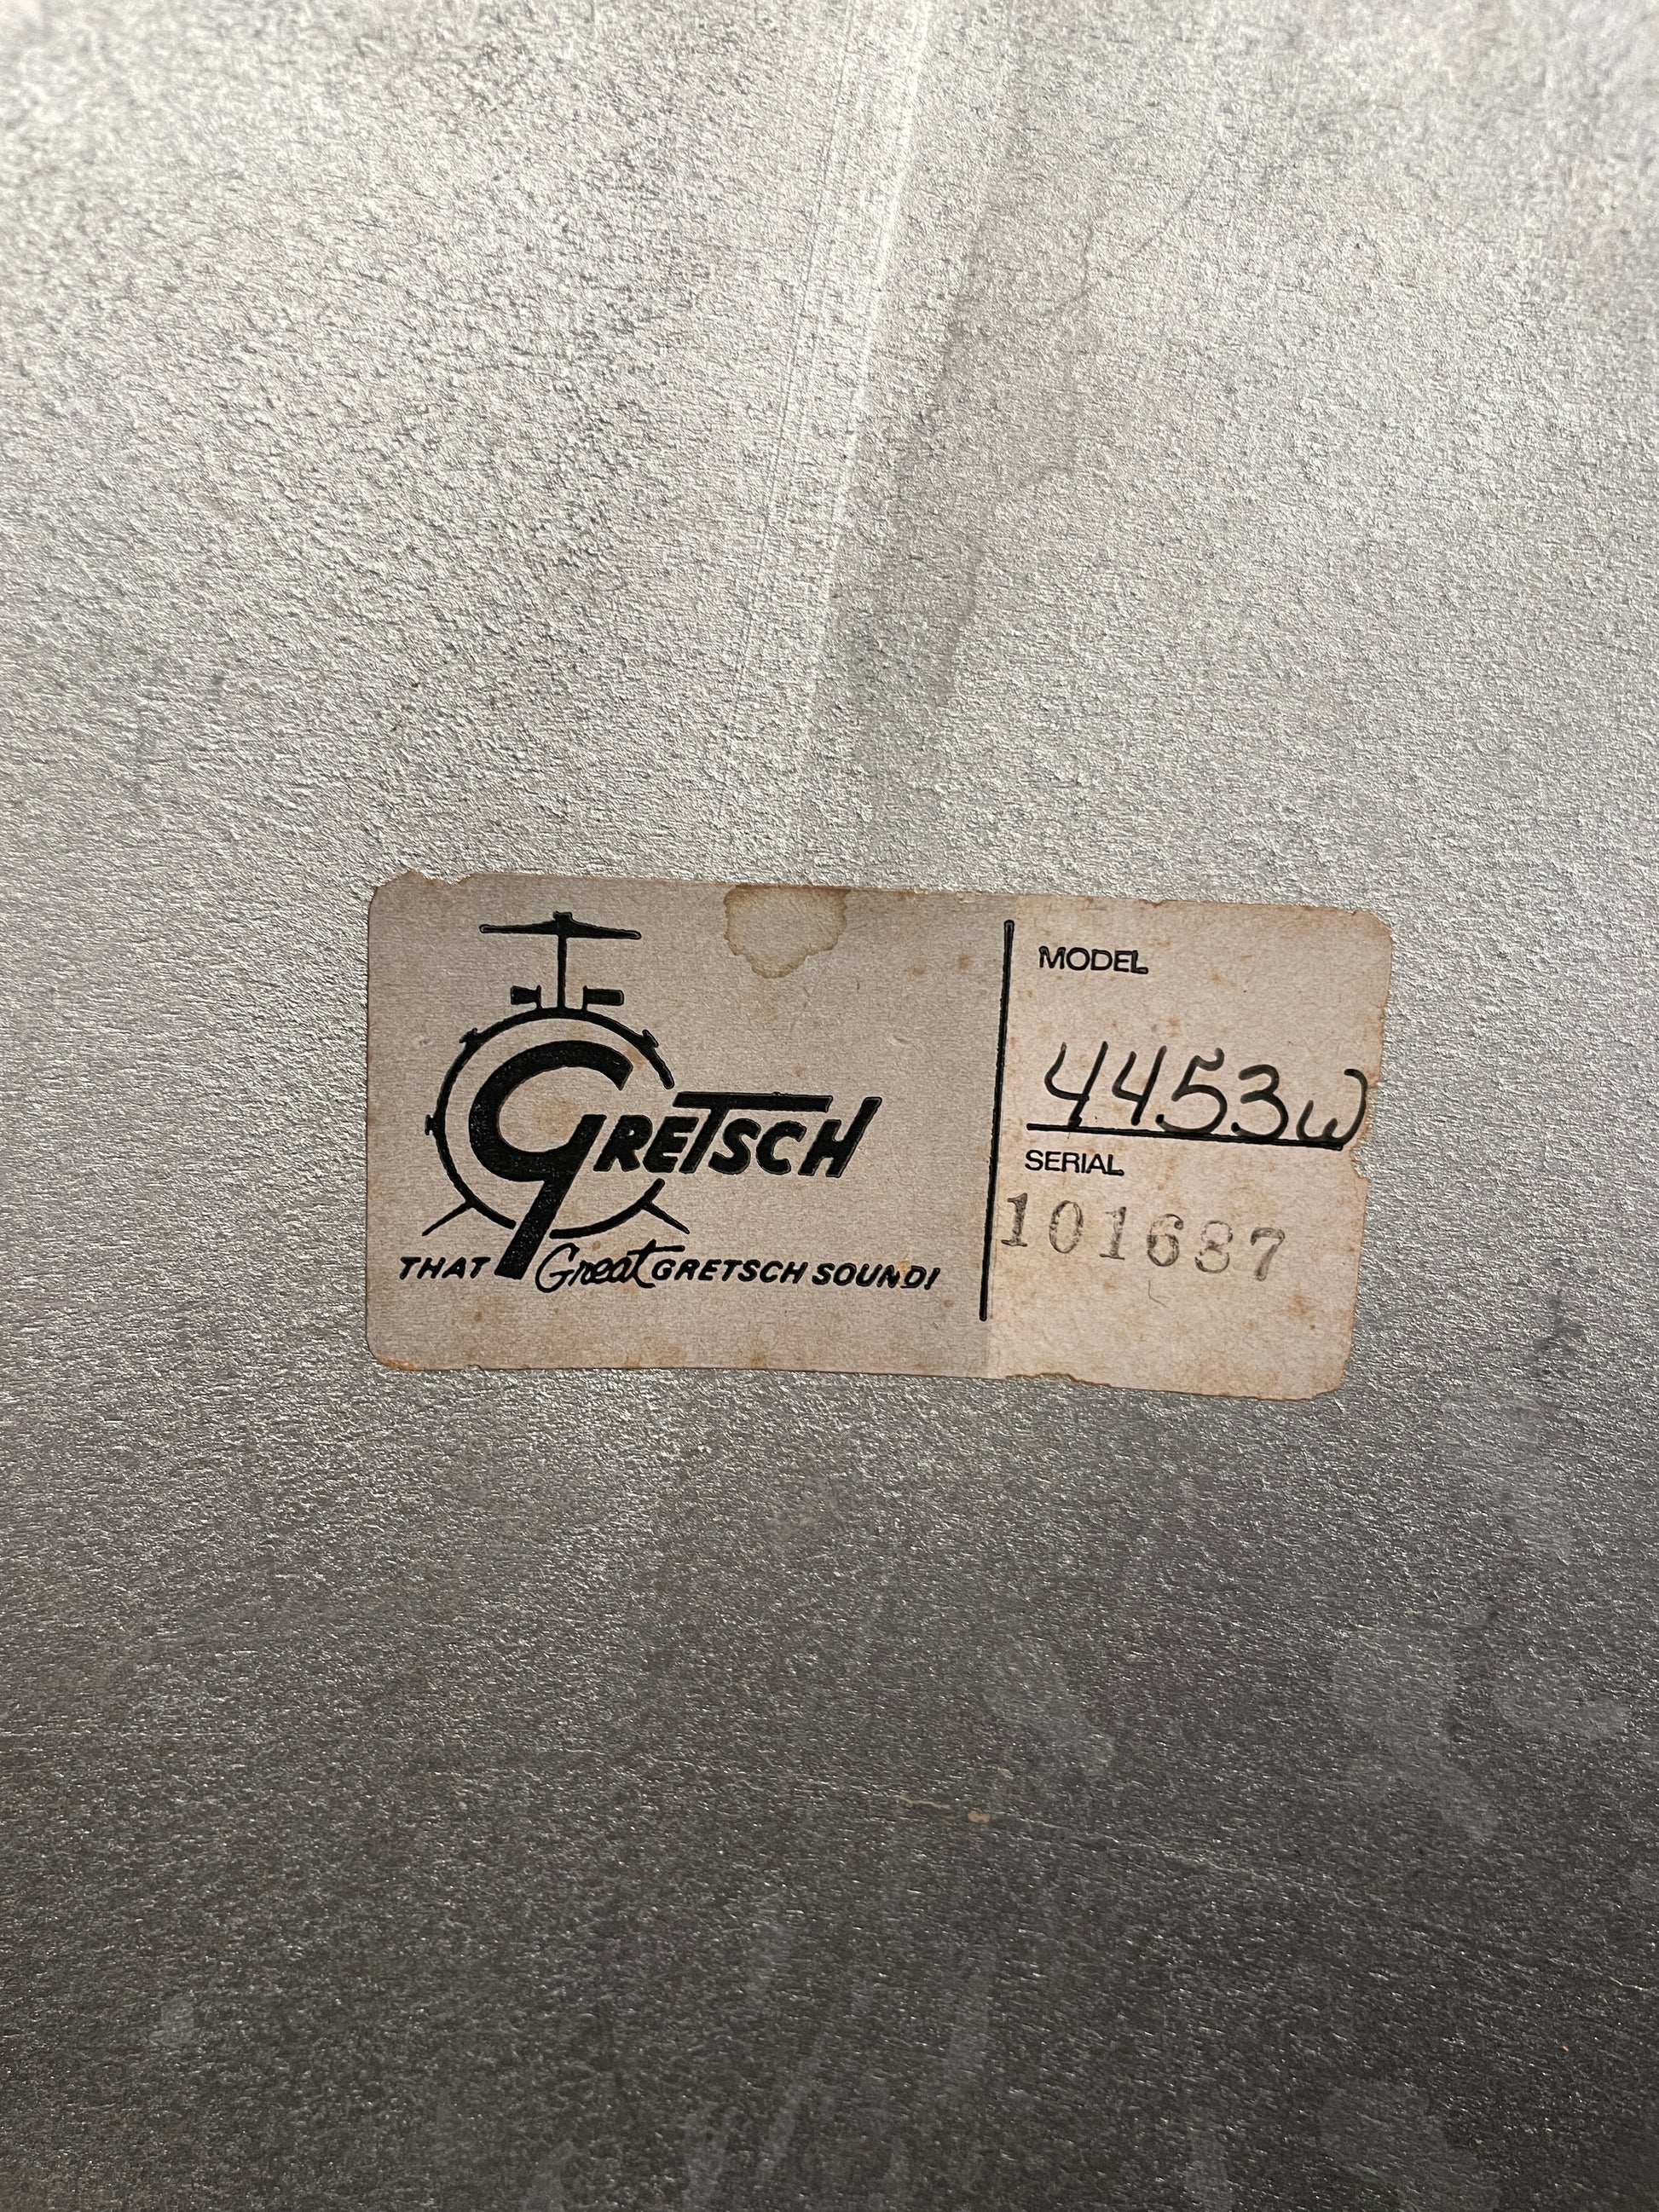 GRETSCH
THAT Great GRETSCH SOUND!
MODEL
4453W
SERIAL
101687